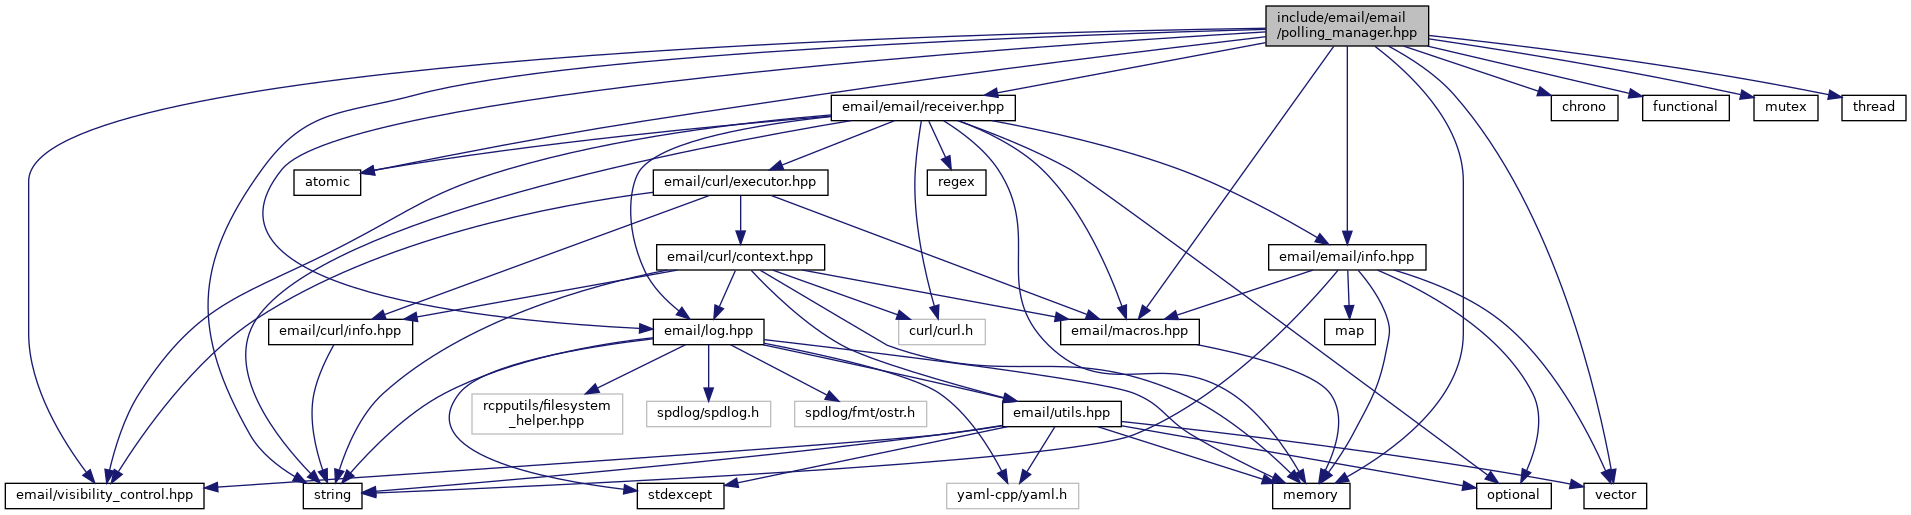 include/email/email
/polling_manager.hpp
email/email/receiver.hpp
chrono
functional
mutex
thread
atomic
email/curl/executor.hpp
regex
email/curl/context.hpp
email/email/info.hpp
email/curl/info.hpp
email/log.hpp
curl/curl.h
email/macros.hpp
map
rcpputils/filesystem
_helper.hpp
spdlog/spdlog.h
spdlog/fmt/ostr.h
email/utils.hpp
email/visibility_control.hpp
string
stdexcept
yaml-cpp/yaml.h
memory
optional
vector